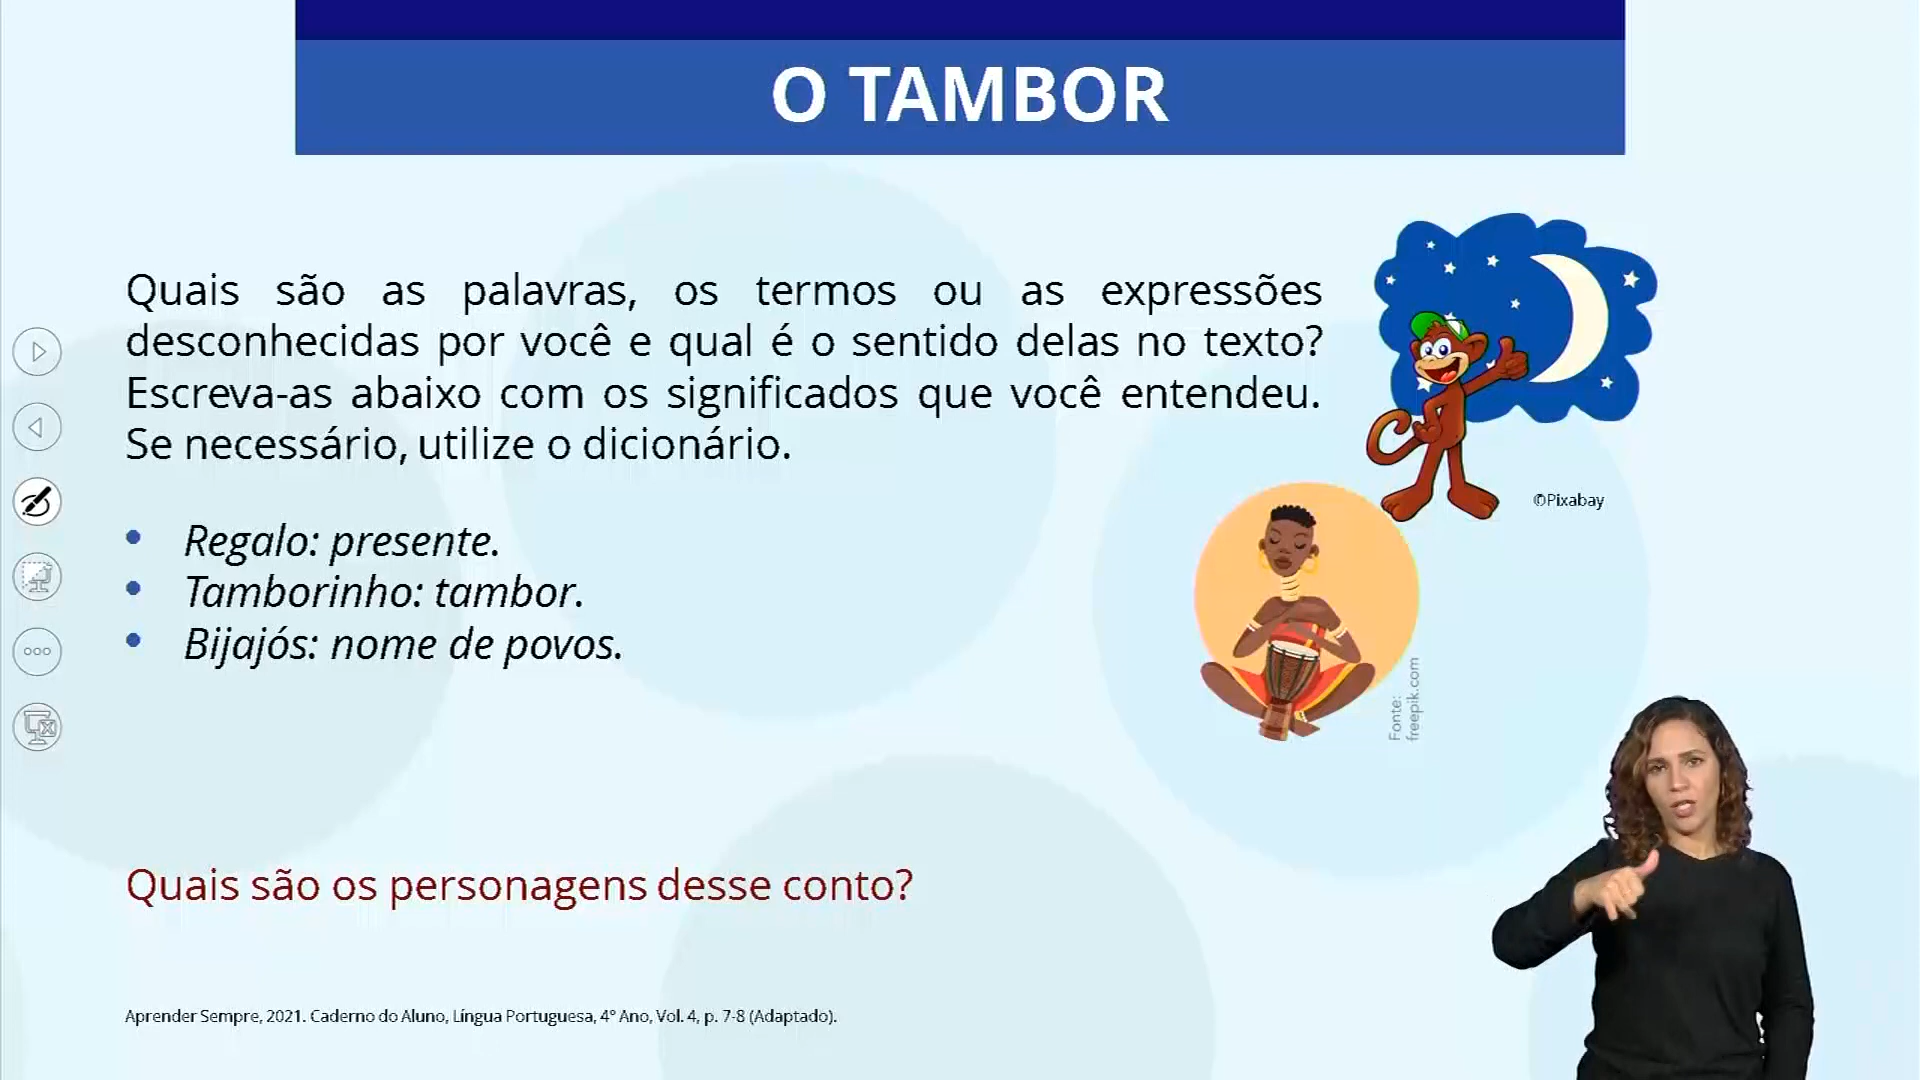 O TAMBOR
Quais são as palavras, os termos ou as expressões
desconhecidas por você e qual é o sentido delas no texto?
Escreva-as abaixo com os significados que você entendeu.
Se necessário, utilize o dicionário.
©Pixabay
• Regalo: presente.
• Tamborinho: tambor.
• Bijajós: nome de povos.
Fonte:
freepik.com
Quais são os personagens desse conto?
Aprender Sempre, 2021. Caderno do Aluno, Língua Portuguesa, 4º Ano, Vol. 4, p. 7-8 (Adaptado).